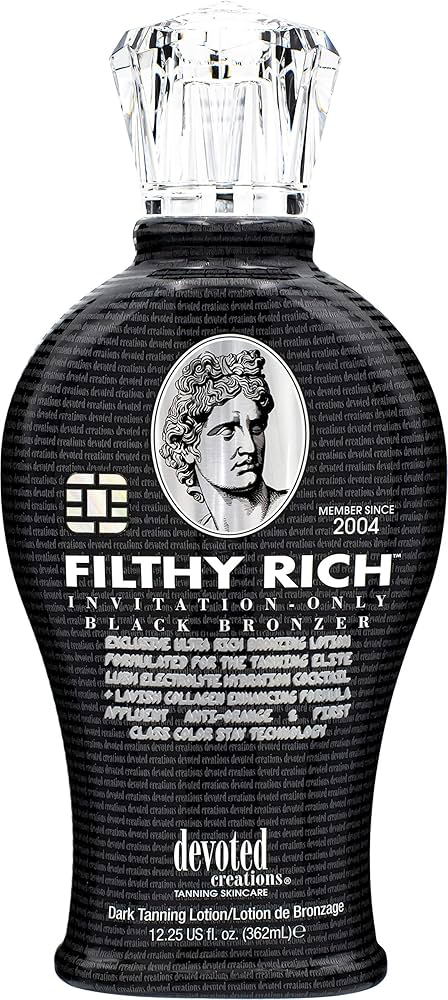 MEMBER SINCE
2004
FILTHY RICH™
INVITATION-ONLY
BLACK BRONZER
EXCLUSIVE ULTRA RICH BRONZING LOTION
FORMULATED FOR THE TANNING ELITE
LUSH ELECTROLYTE HYDRATION COCKTAIL
+ LAVISH COLLAGEN ENHANCING FORMULA
AFFLUENT ANTI-ORANGE & FIRST
CLASS COLOR STAY TECHNOLOGY
devoted
creations®
TANNING SKINCARE
Dark Tanning Lotion/Lotion de Bronzage
12.25 US fl. oz. (362mL)℮